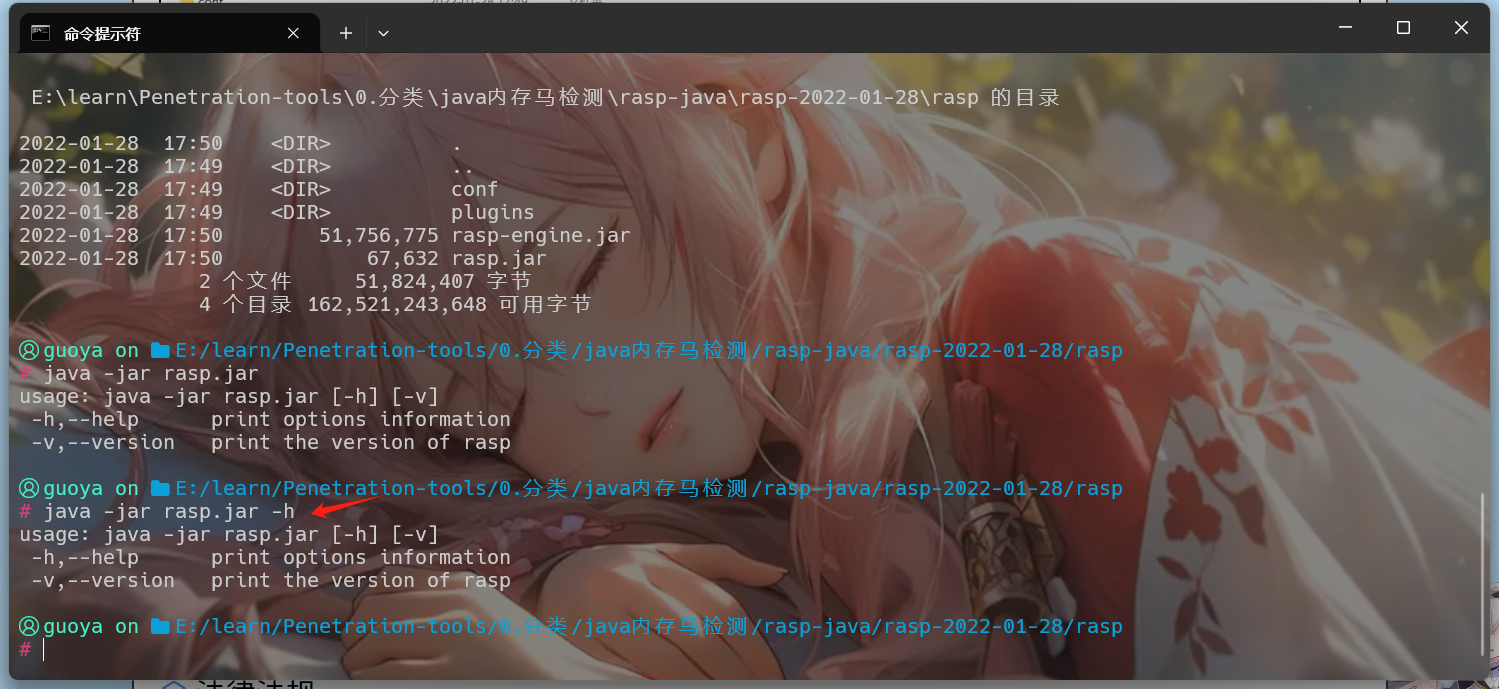 命令提示符
E:\learn\Penetration-tools\0.分类\java内存马检测\rasp-java\rasp-2022-01-28\rasp 的目录
2022-01-28  17:50    <DIR>          .
2022-01-28  17:49    <DIR>          ..
2022-01-28  17:49    <DIR>          conf
2022-01-28  17:49    <DIR>          plugins
2022-01-28  17:50        51,756,775 rasp-engine.jar
2022-01-28  17:50            67,632 rasp.jar
2 个文件     51,824,407 字节
4 个目录 162,521,243,648 可用字节
guoya on E:/learn/Penetration-tools/0.分类/java内存马检测/rasp-java/rasp-2022-01-28/rasp
# java -jar rasp.jar
usage: java -jar rasp.jar [-h] [-v]
-h,--help      print options information
-v,--version   print the version of rasp
guoya on E:/learn/Penetration-tools/0.分类/java内存马检测/rasp-java/rasp-2022-01-28/rasp
# java -jar rasp.jar -h
usage: java -jar rasp.jar [-h] [-v]
-h,--help      print options information
-v,--version   print the version of rasp
guoya on E:/learn/Penetration-tools/0.分类/java内存马检测/rasp-java/rasp-2022-01-28/rasp
#